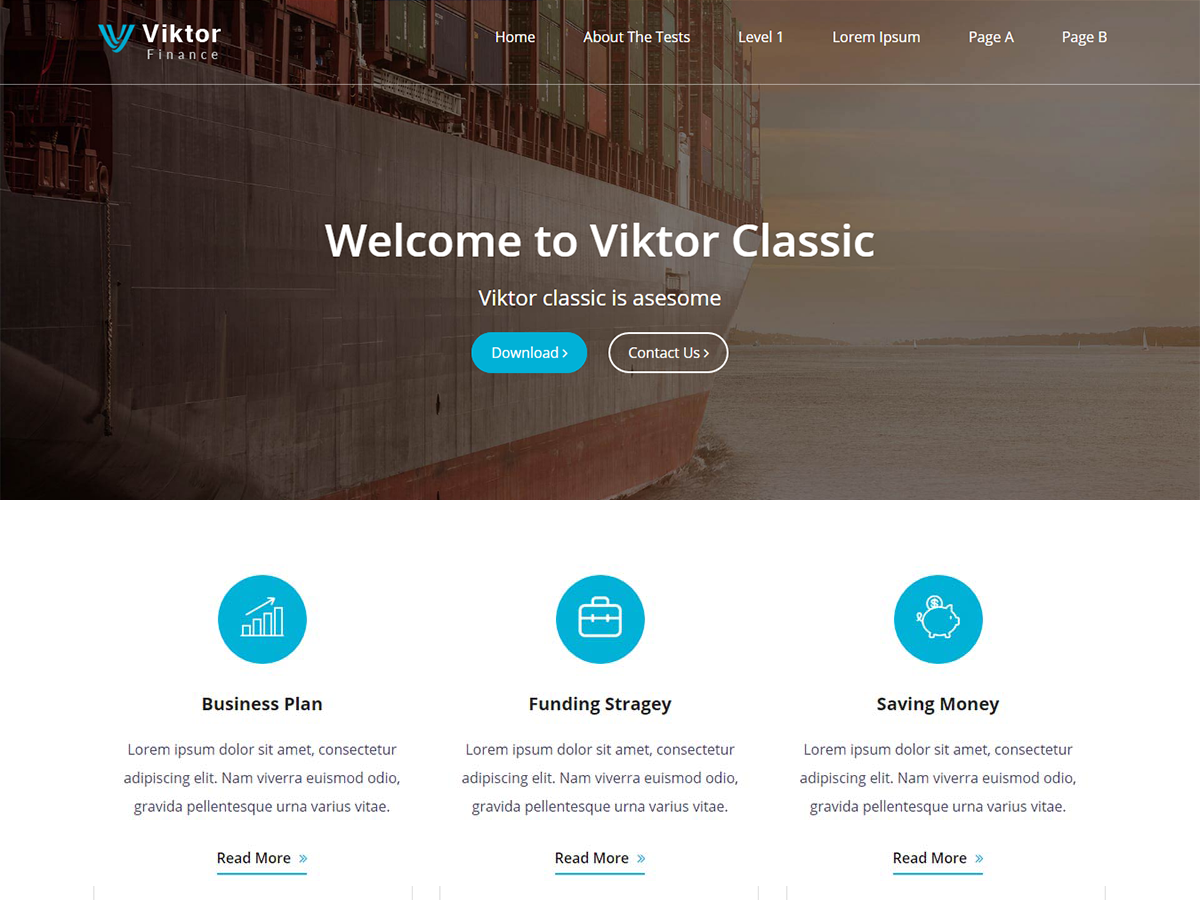 Viktor
Finance
Home About The Tests Level 1 Lorem Ipsum Page A Page B
Welcome to Viktor Classic
Viktor classic is asesome
Download Contact Us
Business Plan Funding Stragey Saving Money
Lorem ipsum dolor sit amet, consectetur
adipiscing elit. Nam viverra euismod odio,
gravida pellentesque urna varius vitae.
Lorem ipsum dolor sit amet, consectetur
adipiscing elit. Nam viverra euismod odio,
gravida pellentesque urna varius vitae.
Lorem ipsum dolor sit amet, consectetur
adipiscing elit. Nam viverra euismod odio,
gravida pellentesque urna varius vitae.
Read More » Read More » Read More »